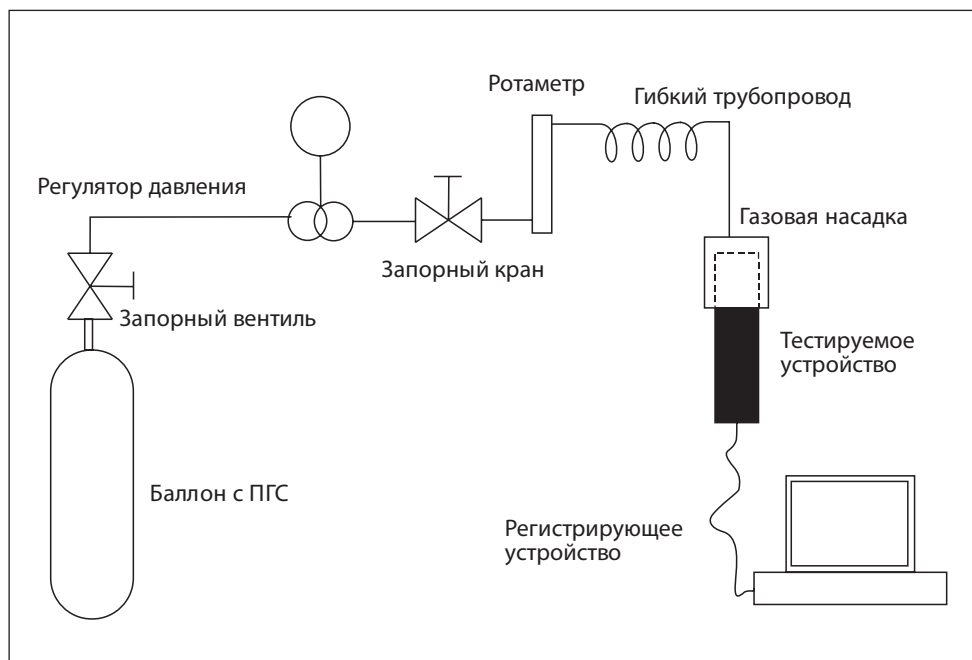 Ротаметр
Гибкий трубопровод
Регулятор давления
Газовая насадка
Запорный кран
Запорный вентиль
Тестируемое
устройство
Баллон с ПГС
Регистрирующее
устройство